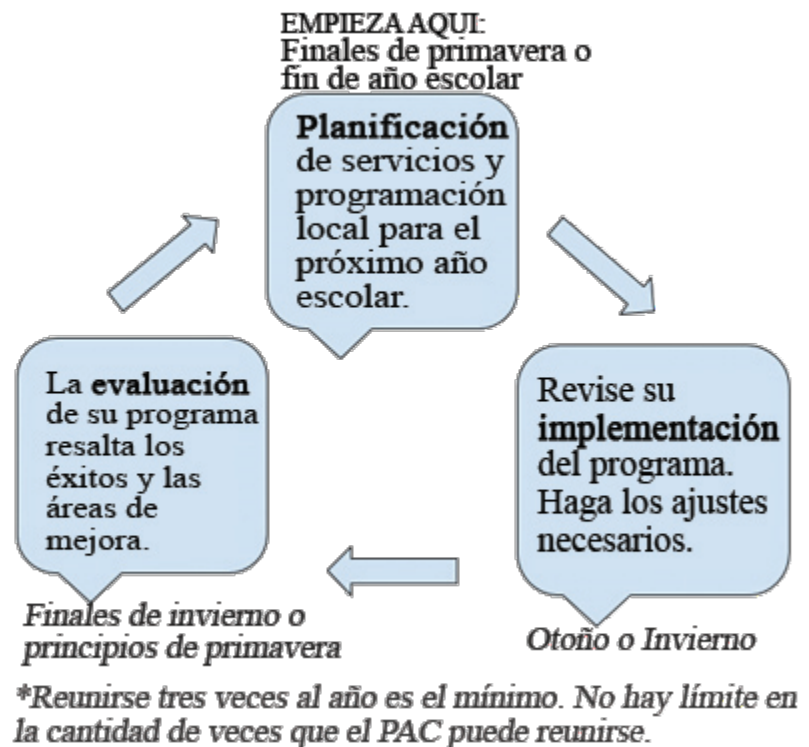 EMPIEZA AQUI:
Finales de primavera o
fin de año escolar
Planificación
de servicios y
programación
local para el
próximo año
escolar.
Revise su
implementación
del programa.
Haga los ajustes
necesarios.
Otoño o Invierno
La evaluación
de su programa
resalta los
éxitos y las
áreas de
mejora.
Finales de invierno o
principios de primavera
*Reunirse tres veces al año es el mínimo. No hay límite en
la cantidad de veces que el PAC puede reunirse.